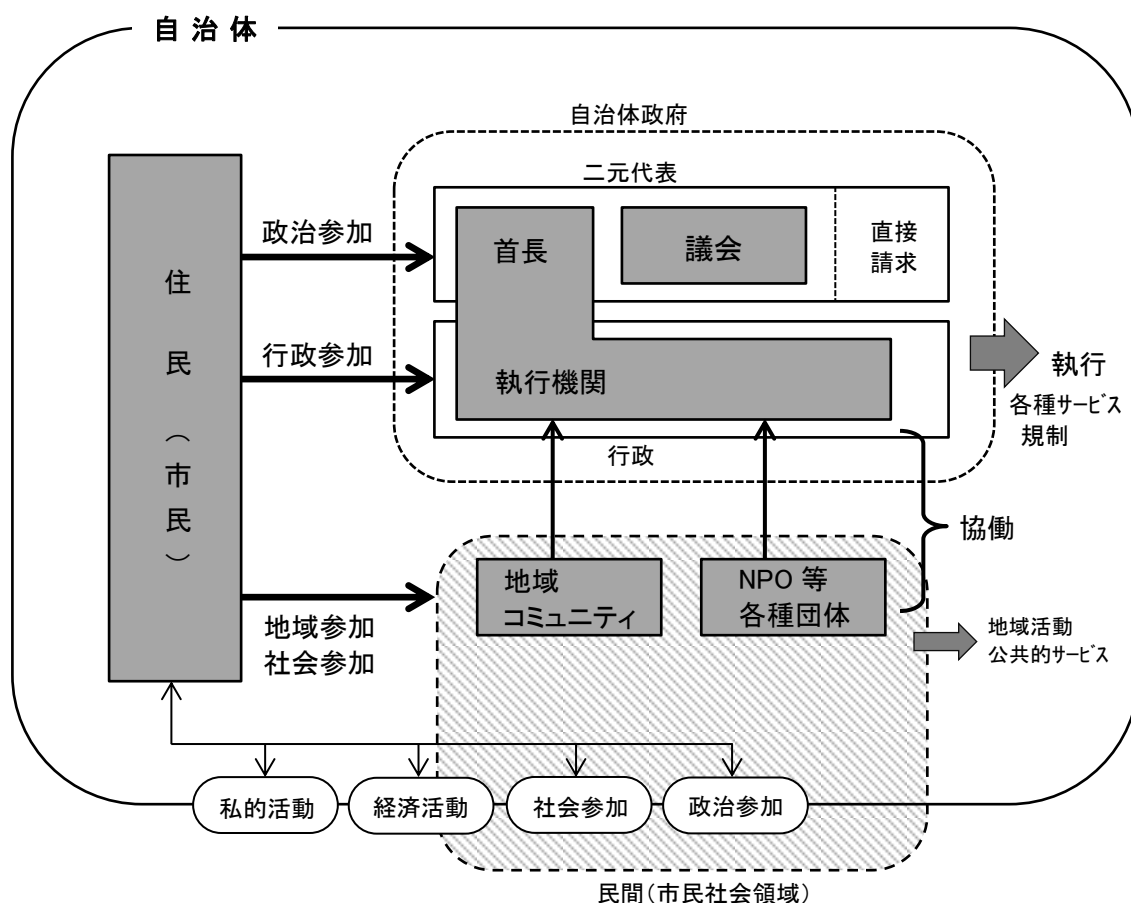 自治体
自治体政府
二元代表
政治参加
首長
議会
直接
請求
住民（市民）
行政参加
執行機関
執行
各種サービス
規制
行政
協働
地域
コミュニティ
NPO 等
各種団体
地域参加
社会参加
地域活動
公共的サービス
私的活動
経済活動
社会参加
政治参加
民間(市民社会領域)